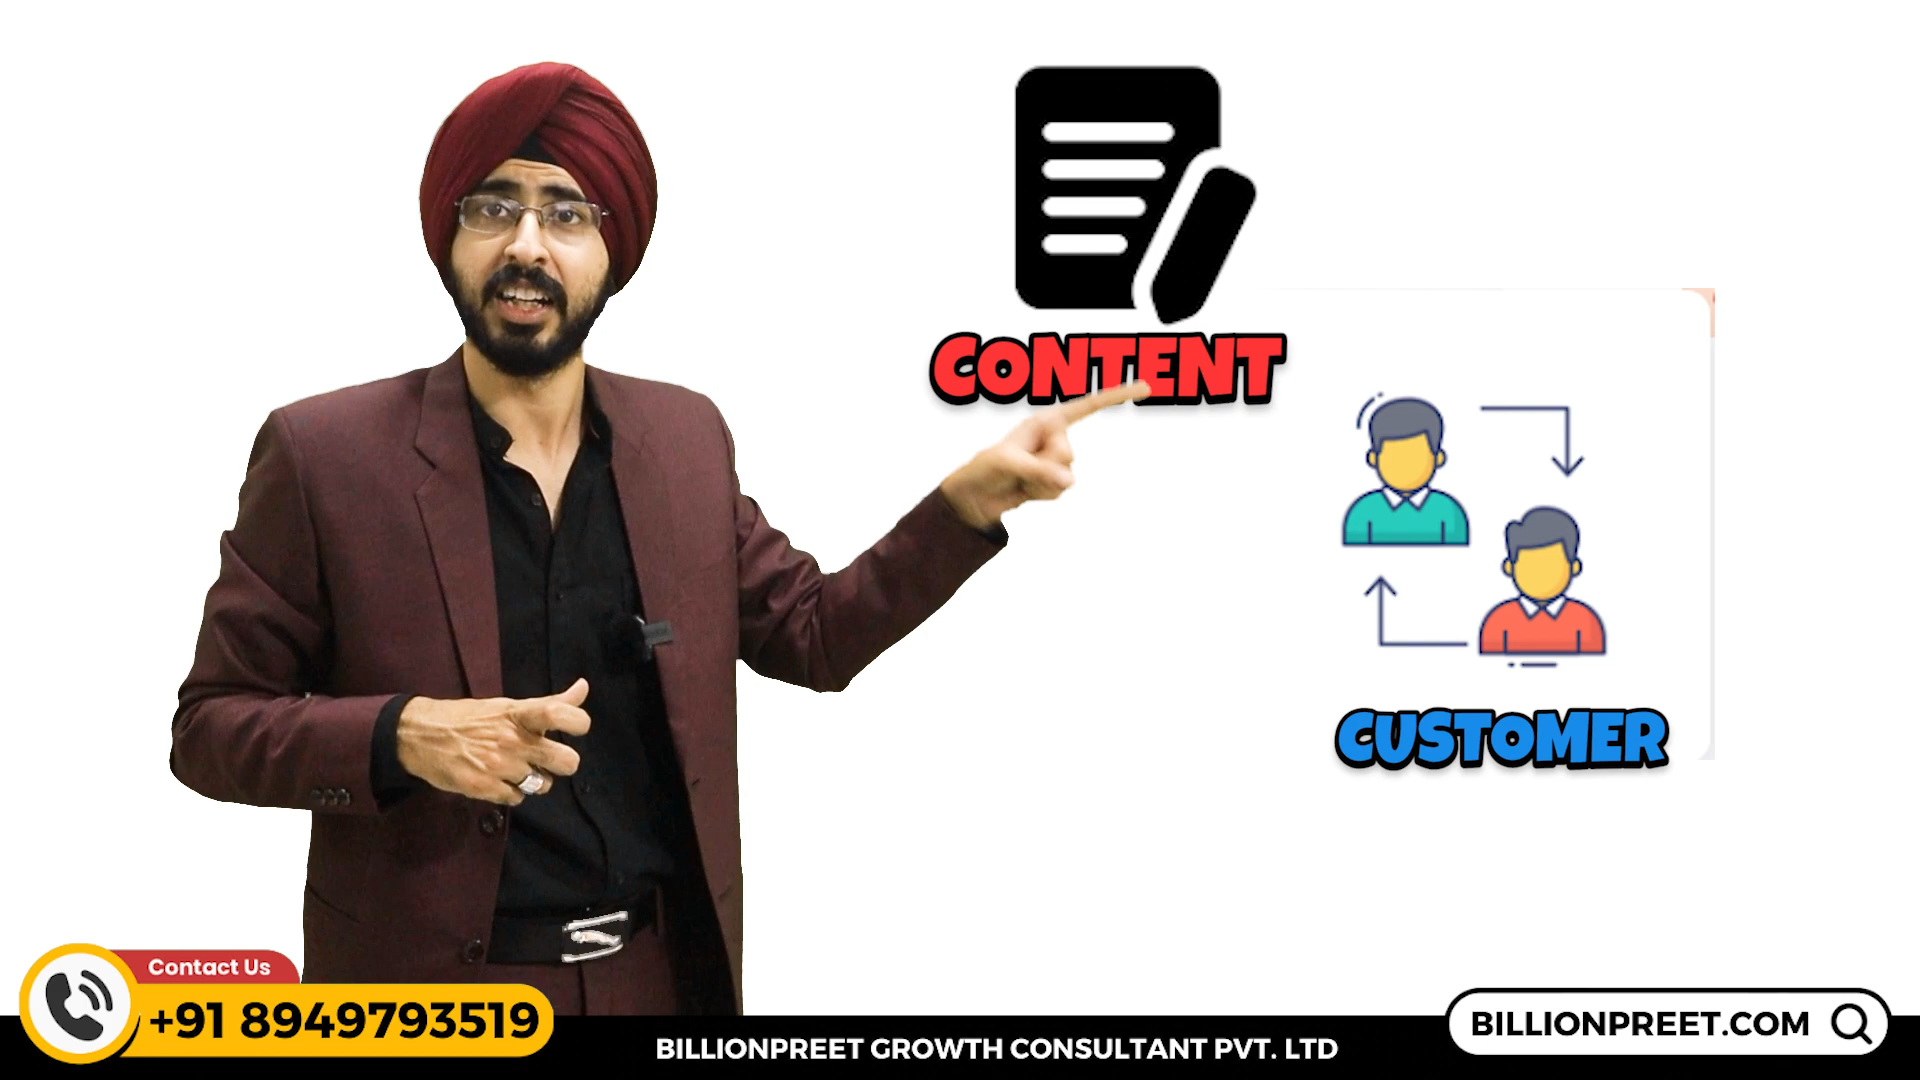 CONTENT
CUSTOMER
Contact Us
+91 8949793519
BILLIONPREET GROWTH CONSULTANT PVT. LTD
BILLIONPREET.COM